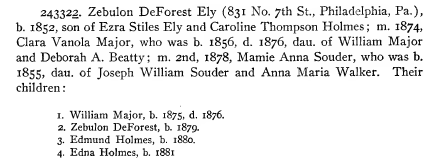 243322. Zebulon DeForest Ely (831 No. 7th St., Philadelphia, Pa.),
b. 1852, son of Ezra Stiles Ely and Caroline Thompson Holmes; m. 1874,
Clara Vanola Major, who was b. 1856, d. 1876, dau. of William Major
and Deborah A. Beatty; m. 2nd, 1878, Mamie Anna Souder, who was b.
1855, dau. of Joseph William Souder and Anna Maria Walker. Their
children:
1. William Major, b. 1875, d. 1876.
2. Zebulon DeForest, b. 1879.
3. Edmund Holmes, b. 1880.
4. Edna Holmes, b. 1881